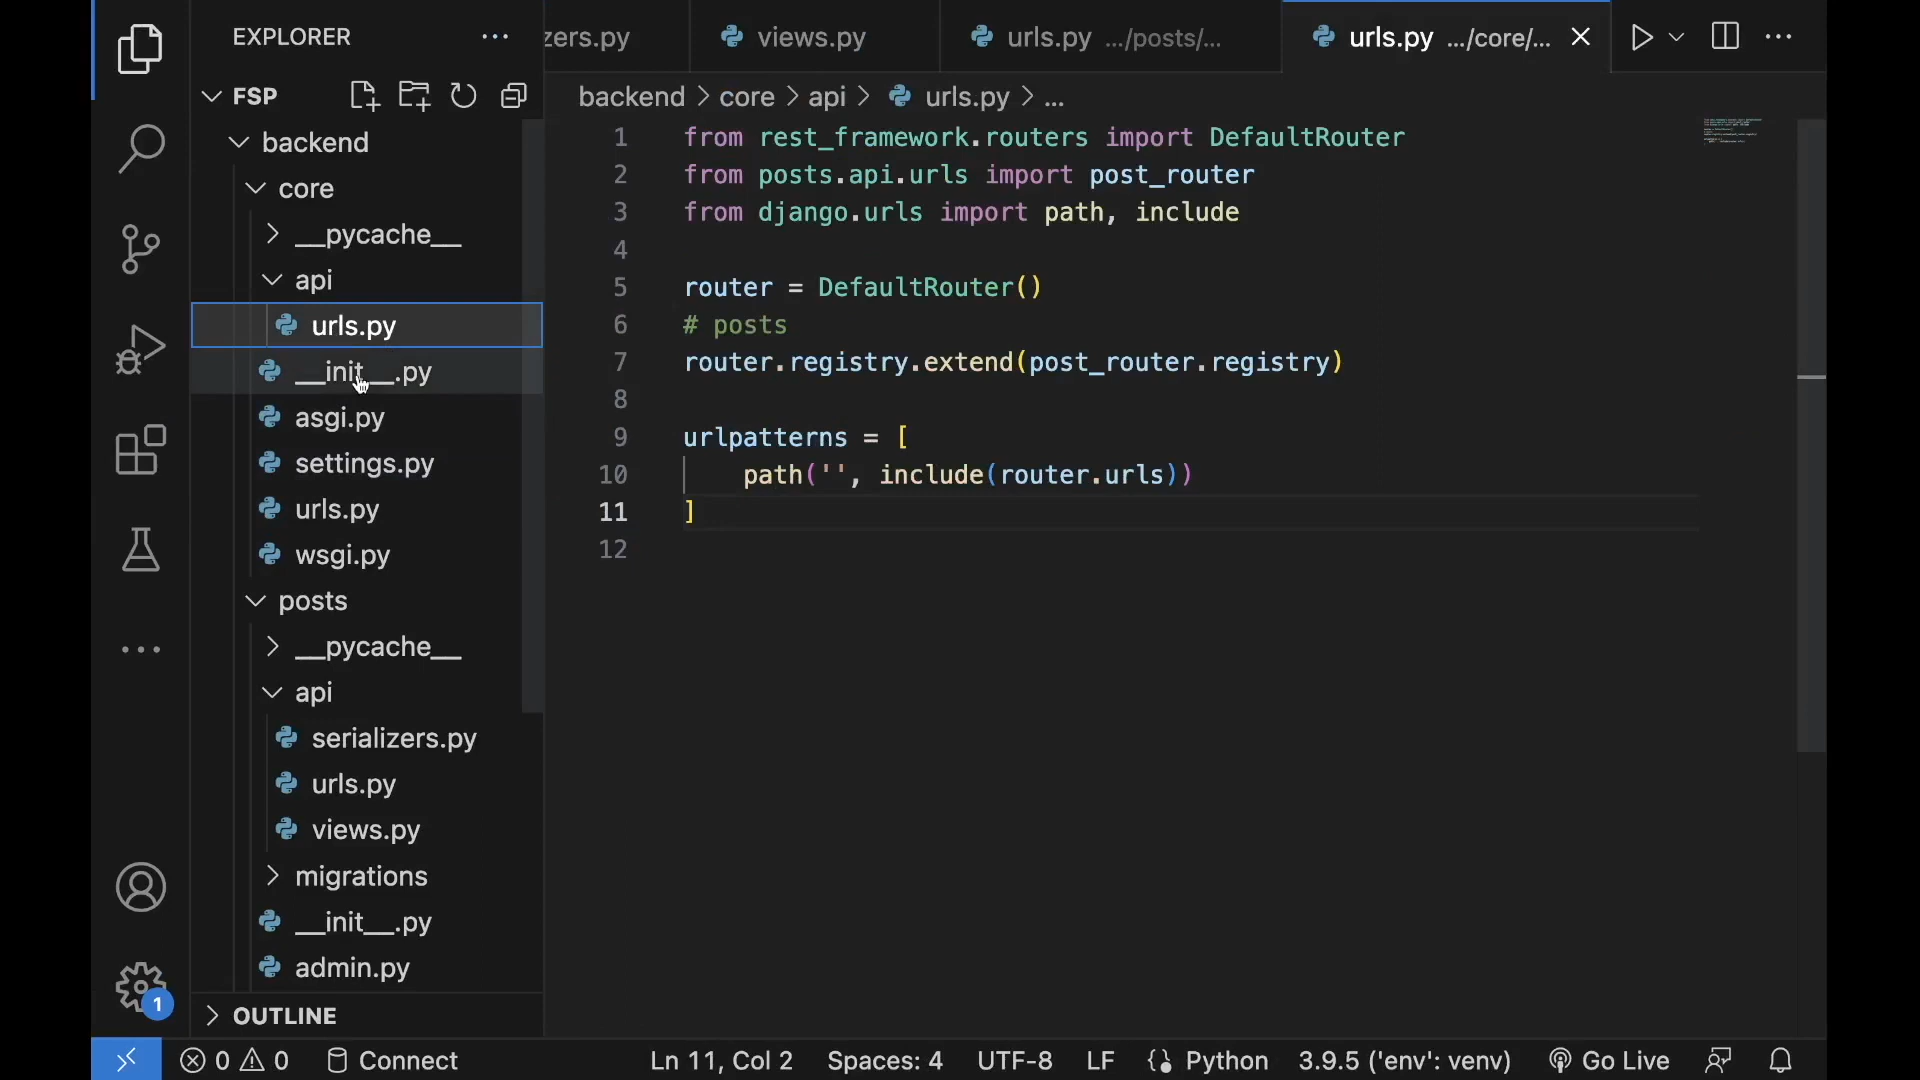 EXPLORER
FSP
backend
core
__pycache__
api
urls.py
__init__.py
asgi.py
settings.py
urls.py
wsgi.py
posts
__pycache__
api
serializers.py
urls.py
views.py
migrations
__init__.py
admin.py
OUTLINE
1
zers.py
views.py
urls.py .../posts/...
urls.py .../core/...
backend > core > api > urls.py > ...
1 from rest_framework.routers import DefaultRouter
2 from posts.api.urls import post_router
3 from django.urls import path, include
4
5 router = DefaultRouter()
6 # posts
7 router.registry.extend(post_router.registry)
8
9 urlpatterns = [
10 path('', include(router.urls))
11 ]
12
0 0 Connect Ln 11, Col 2 Spaces: 4 UTF-8 LF Python 3.9.5 ('env': venv) Go Live